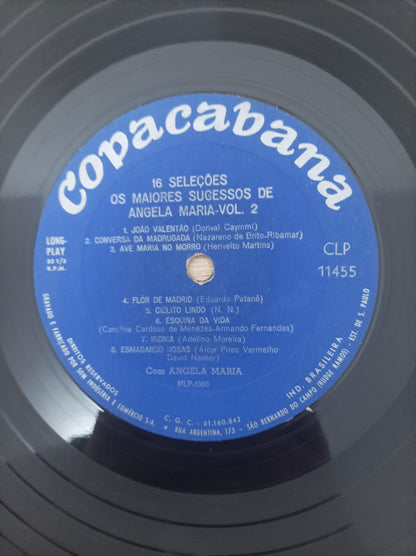 copacabana
16 SELEÇÕES
OS MAIORES SUCESSOS DE
ANGELA MARIA-VOL. 2
LONG-
PLAY
33 1/3
R.P.M.
CLP
11455
1. JOÃO VALENTÃO (Dorival Caymmi)
2. CONVERSA DA MADRUGADA (Nazareno de Brito-Ribamar)
3. AVE MARIA NO MORRO (Herivelto Martins)
4. FLOR DE MADRID (Eduardo Patané)
5. CIELITO LINDO (N. N.)
6. ESQUINA DA VIDA
(Carolina Cardozo de Menezes-Armando Fernandes)
7. IRONIA (Adelino Moreira)
8. ESMAGANDO ROSAS (Alcyr Pires Vermelho
David Nasser)
Com ANGELA MARIA
MLP-1308
DIREITOS RESERVADOS
GRAVADO E FABRICADO POR SOM INDÚSTRIA E COMÉRCIO S/A.
C. G. C. - 61.160.842
RUA ARGENTINA, 173 - SÃO BERNARDO DO CAMPO (RUDGE RAMOS) - EST. DE S. PAULO
IND. BRASILEIRA